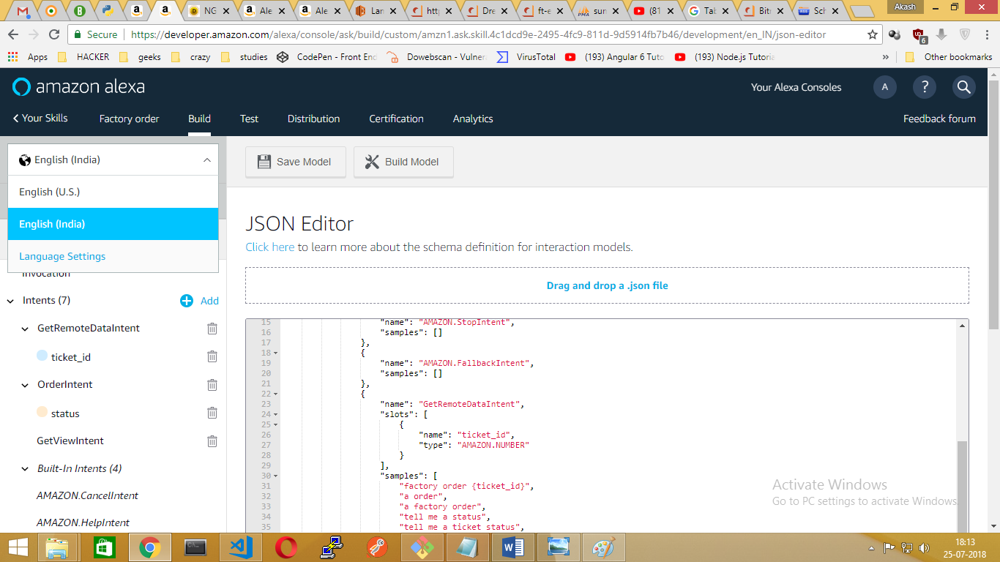 NG
Ale
Ale
Lan
http
Dre
ft-e
sun
(81
Tab
Bit
Sch
Akash
Secure
https://developer.amazon.com/alexa/console/ask/build/custom/amzn1.ask.skill.4c1dcd9e-2495-4fc9-811d-9d5914fb7b46/development/en_IN/json-editor
6
Apps
HACKER
geeks
crazy
studies
CodePen - Front End
Dowebscan - Vulner
VirusTotal
(193) Angular 6 Tuto
(193) Node.js Tutoria
»
Other bookmarks
amazon alexa
Your Alexa Consoles
A
?
Your Skills
Factory order
Build
Test
Distribution
Certification
Analytics
Feedback forum
English (India)
English (U.S.)
English (India)
Language Settings
Invocation
Intents (7)
Add
GetRemoteDataIntent
ticket_id
OrderIntent
status
GetViewIntent
Built-In Intents (4)
AMAZON.CancelIntent
AMAZON.HelpIntent
Save Model
Build Model
JSON Editor
Click here to learn more about the schema definition for interaction models.
Drag and drop a .json file
15 "name": "AMAZON.StopIntent",
16 "samples": []
17 },
18 {
19 "name": "AMAZON.FallbackIntent",
20 "samples": []
21 },
22 {
23 "name": "GetRemoteDataIntent",
24 "slots": [
25 {
26 "name": "ticket_id",
27 "type": "AMAZON.NUMBER"
28 }
29 ],
30 "samples": [
31 "factory order {ticket_id}",
32 "a order",
33 "a factory order",
34 "tell me a status",
35 "tell me a ticket status",
Activate Windows
Go to PC settings to activate Windows.
18:13
25-07-2018